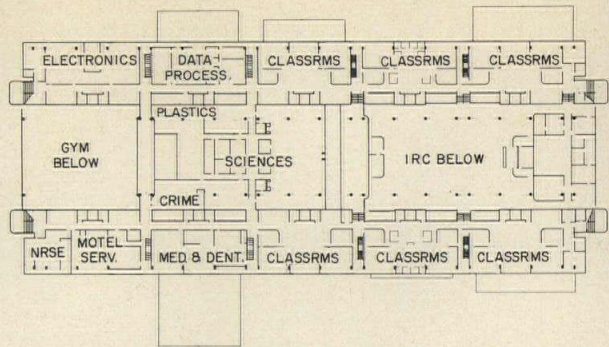 ELECTRONICS
DATA
PROCESS.
CLASSRMS
CLASSRMS
CLASSRMS
PLASTICS
GYM
BELOW
SCIENCES
IRC BELOW
CRIME
NRSE
MOTEL
SERV.
MED. & DENT.
CLASSRMS
CLASSRMS
CLASSRMS